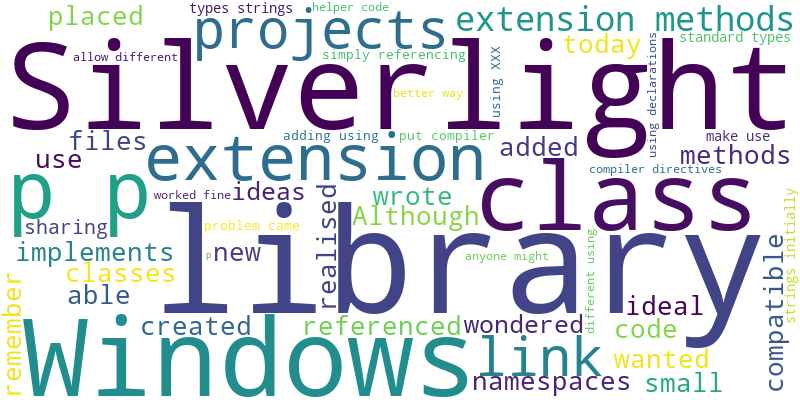 placed
types strings
helper code
projects
extension methods
allow different
simply referencing
today
standard types
Silverlight
better way
using XXX
using declarations
files
adding using
put compiler
added
make use
use
extension
methods
compiler directives
p p
worked fine
ideas
wrote
class
sharing
problem came
Although
implements
p
new
realised
library
anyone might
different using
compatible
strings initially
classes
able
remember
ideal
created
referenced
wondered
code
Windows
link
wanted
namespaces
small